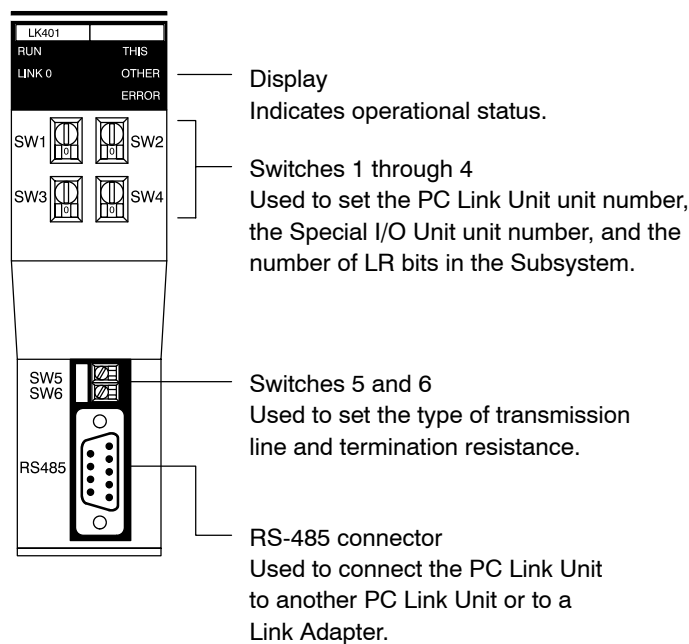 LK401
RUN THIS
LINK 0 OTHER
ERROR
Display
Indicates operational status.
SW1 0 0 SW2
SW3 0 0 SW4
Switches 1 through 4
Used to set the PC Link Unit unit number,
the Special I/O Unit unit number, and the
number of LR bits in the Subsystem.
SW5
SW6
Switches 5 and 6
Used to set the type of transmission
line and termination resistance.
RS485
RS-485 connector
Used to connect the PC Link Unit
to another PC Link Unit or to a
Link Adapter.